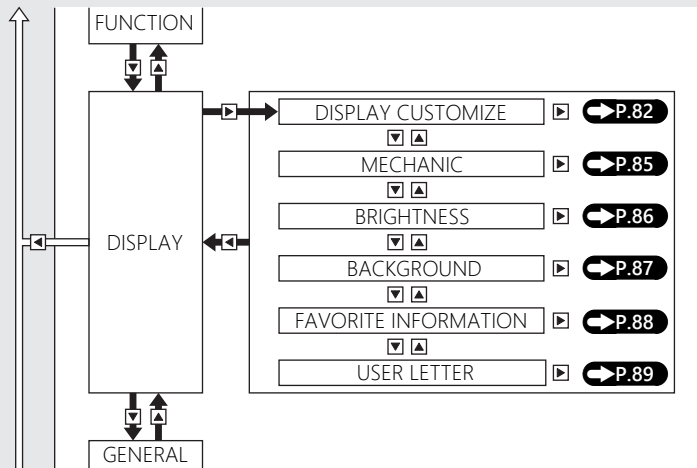 FUNCTION
DISPLAY
DISPLAY CUSTOMIZE P.82
MECHANIC P.85
BRIGHTNESS P.86
BACKGROUND P.87
FAVORITE INFORMATION P.88
USER LETTER P.89
GENERAL